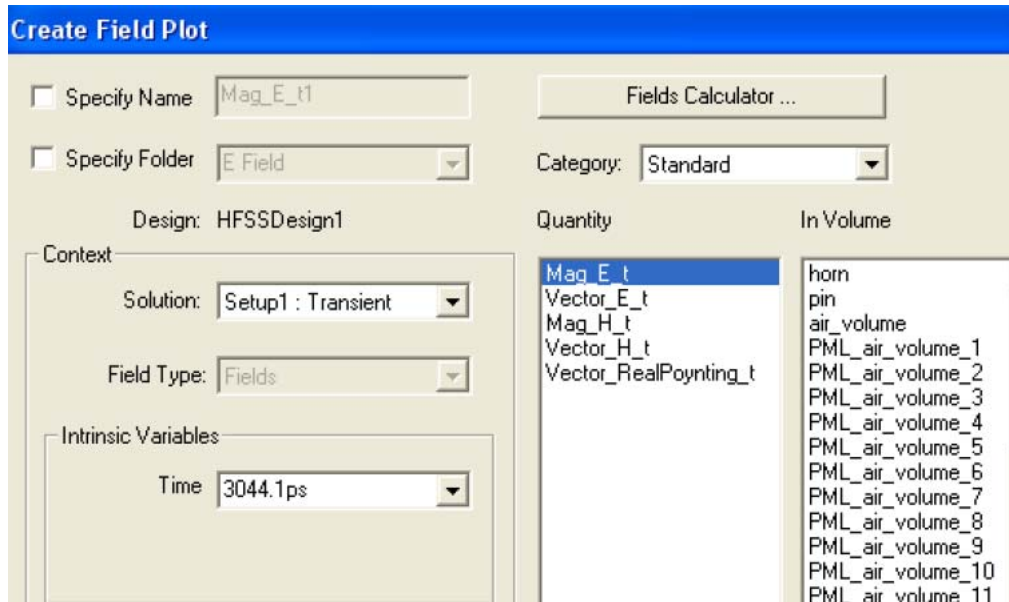 Create Field Plot
Specify Name Mag_E_t1
Fields Calculator ...
Specify Folder E Field
Category: Standard
Design: HFSSDesign1
Quantity
In Volume
Context
Solution: Setup1 : Transient
Field Type: Fields
Intrinsic Variables
Time 3044.1ps
Mag_E_t
Vector_E_t
Mag_H_t
Vector_H_t
Vector_RealPoynting_t
horn
pin
air_volume
PML_air_volume_1
PML_air_volume_2
PML_air_volume_3
PML_air_volume_4
PML_air_volume_5
PML_air_volume_6
PML_air_volume_7
PML_air_volume_8
PML_air_volume_9
PML_air_volume_10
PML_air_volume_11